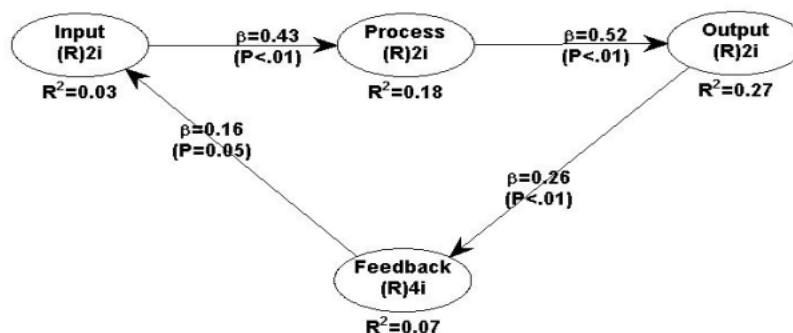 Input
(R)2i
R²=0.03
β=0.43
(P<.01)
Process
(R)2i
R²=0.18
β=0.52
(P<.01)
Output
(R)2i
R²=0.27
β=0.16
(P=0.05)
β=0.26
(P<.01)
Feedback
(R)4i
R²=0.07